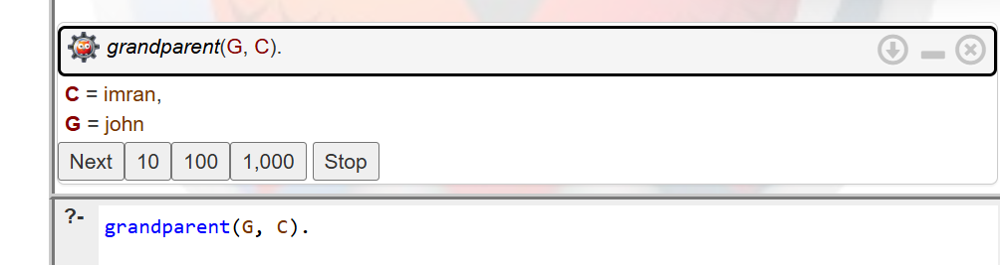 grandparent(G, C).
C = imran,
G = john
Next 10 100 1,000 Stop
?- grandparent(G, C).